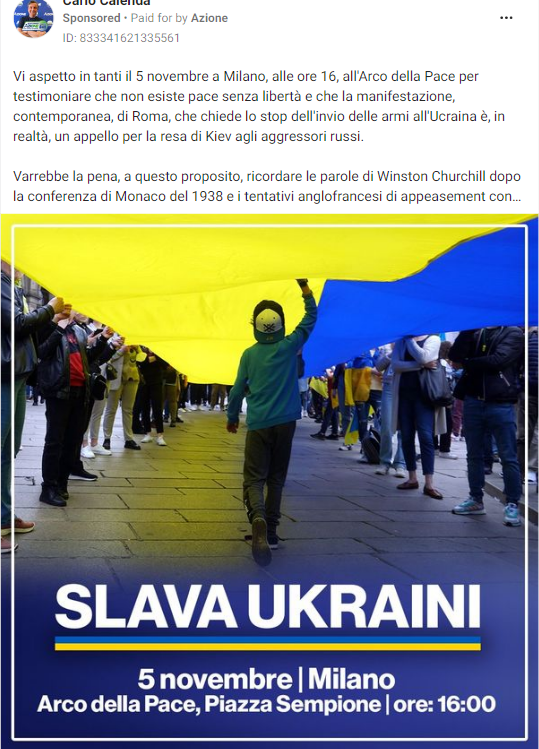 Carlo Calenda
Sponsored • Paid for by Azione
ID: 833341621335561
Vi aspetto in tanti il 5 novembre a Milano, alle ore 16, all'Arco della Pace per
testimoniare che non esiste pace senza libertà e che la manifestazione,
contemporanea, di Roma, che chiede lo stop dell'invio delle armi all'Ucraina è, in
realtà, un appello per la resa di Kiev agli aggressori russi.
Varrebbe la pena, a questo proposito, ricordare le parole di Winston Churchill dopo
la conferenza di Monaco del 1938 e i tentativi anglofrancesi di appeasement con...
SLAVA UKRAINI
5 novembre | Milano
Arco della Pace, Piazza Sempione | ore: 16:00